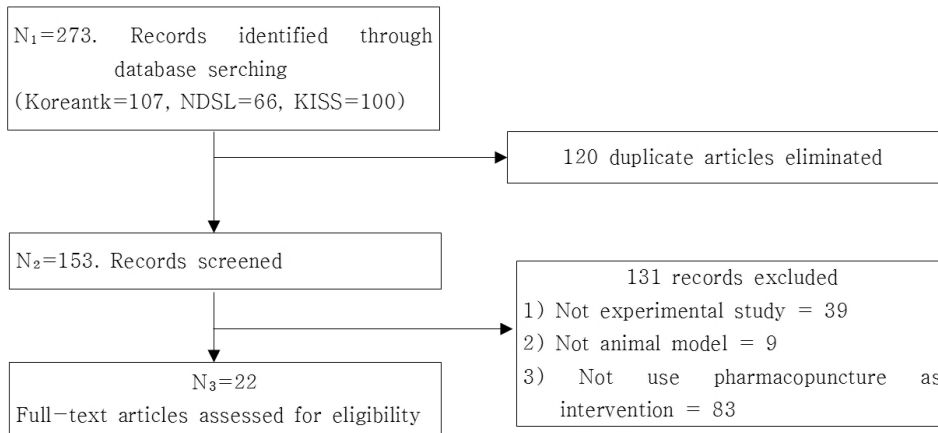 N₁=273. Records identified through
database serching
(Koreantk=107, NDSL=66, KISS=100)
120 duplicate articles eliminated
N₂=153. Records screened
131 records excluded
1) Not experimental study = 39
2) Not animal model = 9
3) Not use pharmacopuncture as
intervention = 83
N₃=22
Full-text articles assessed for eligibility